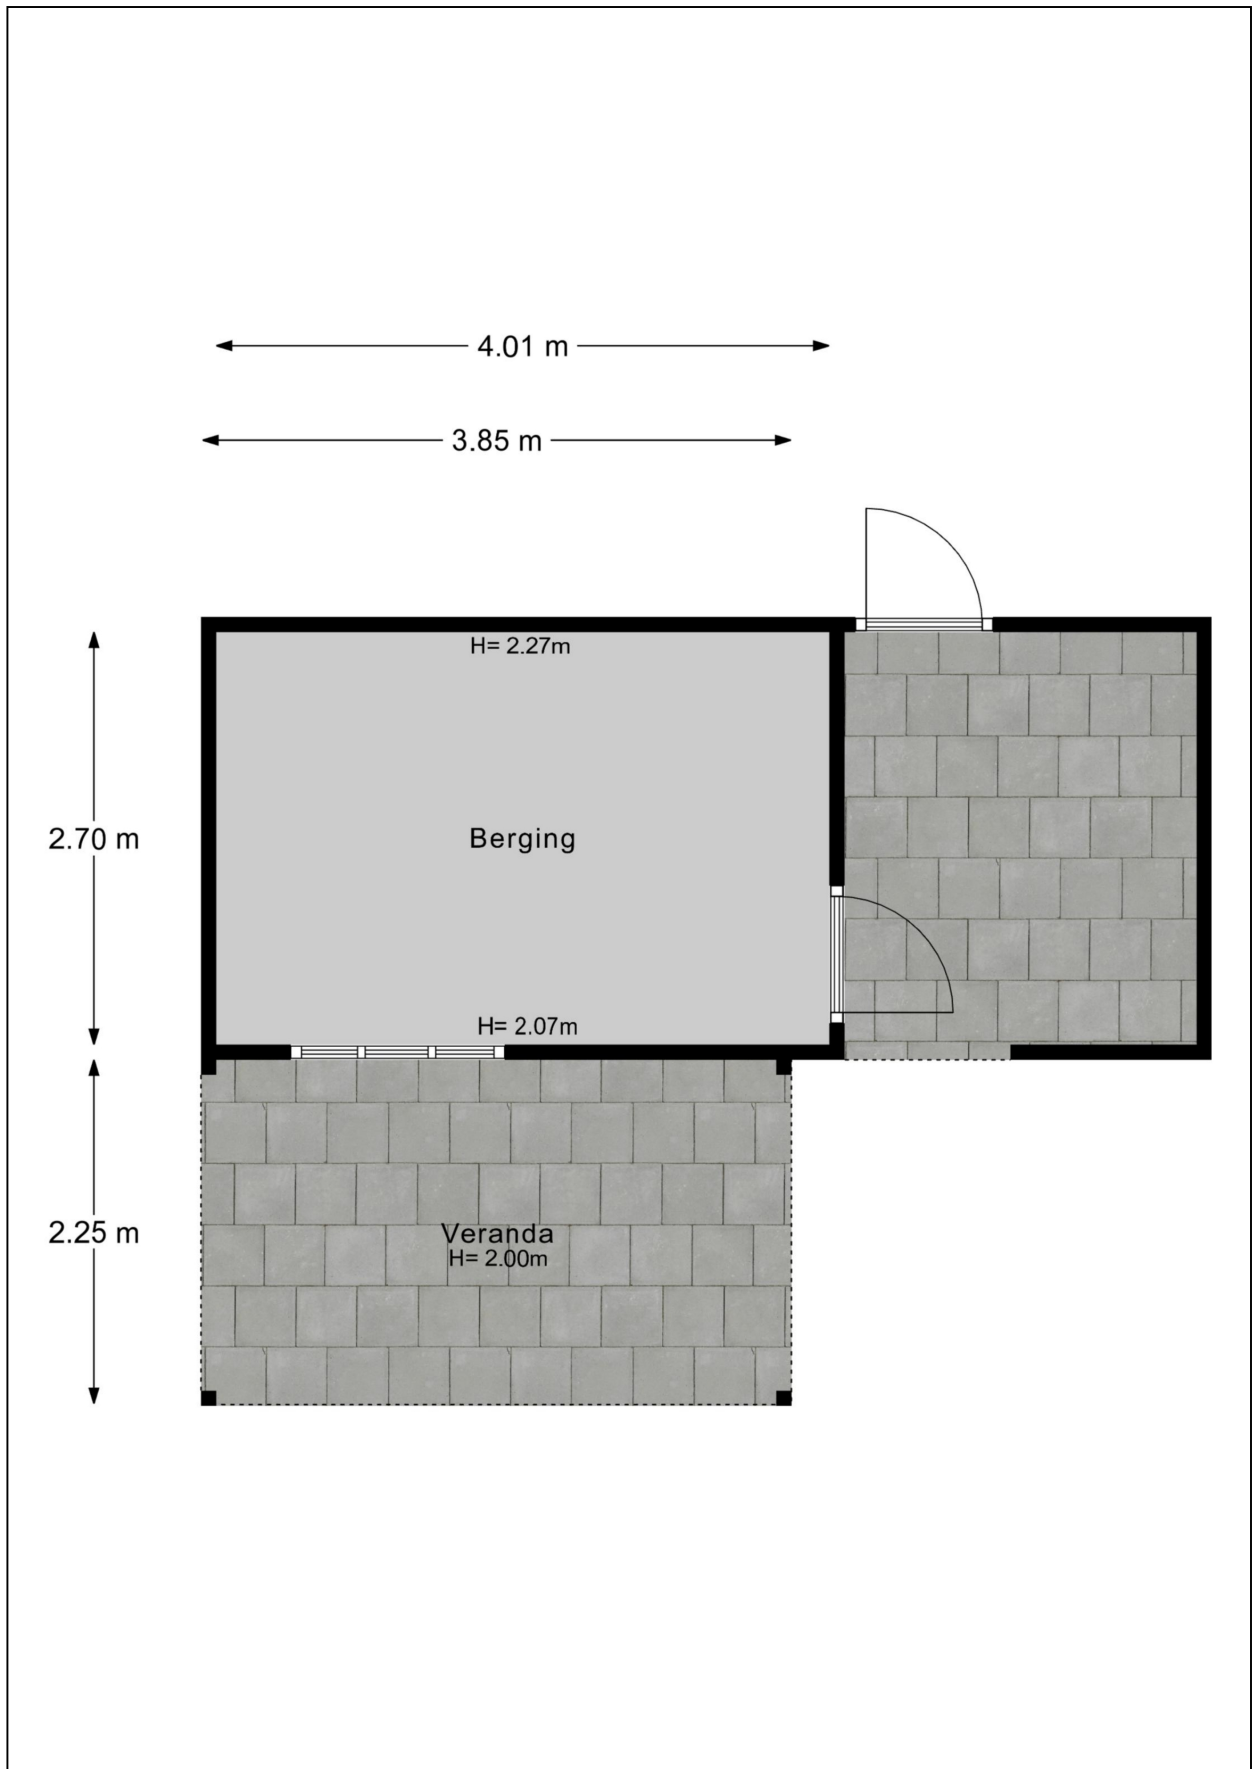 4.01 m
3.85 m
H= 2.27m
2.70 m
Berging
H= 2.07m
2.25 m
Veranda
H= 2.00m